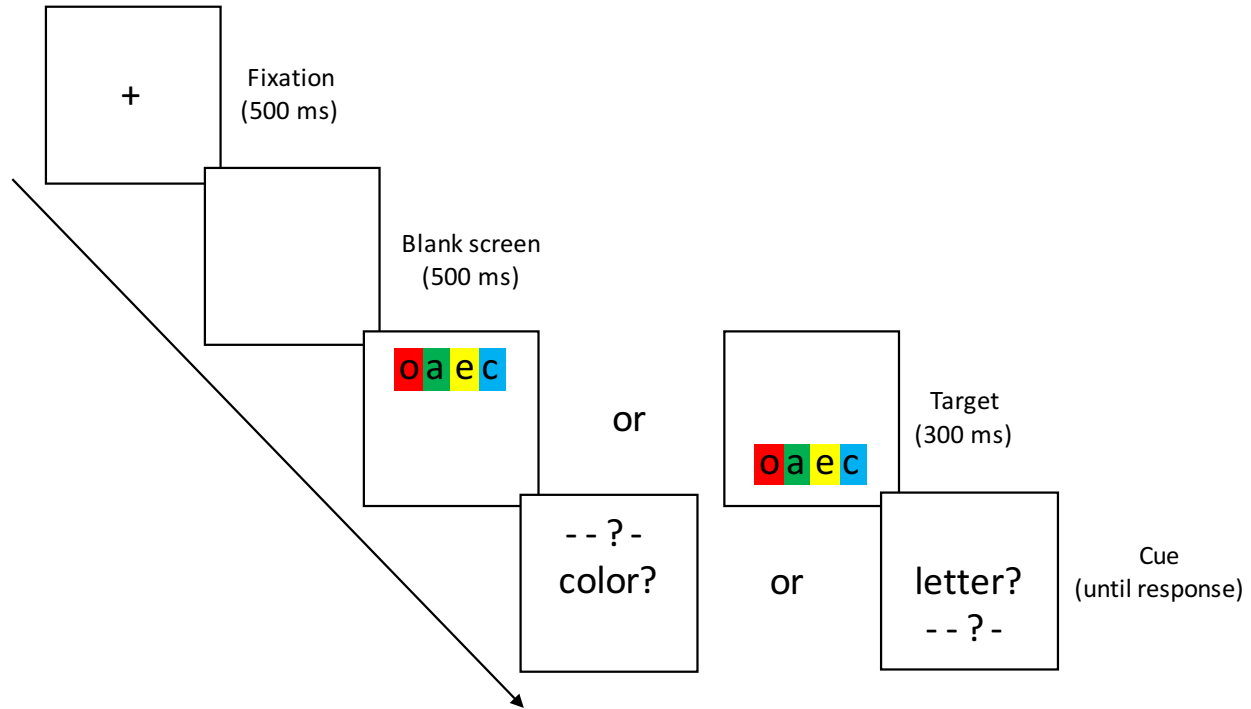 +
Fixation
(500 ms)
Blank screen
(500 ms)
oaec
or
oaec
Target
(300 ms)
- - ? -
color?
or
letter?
- - ? -
Cue
(until response)